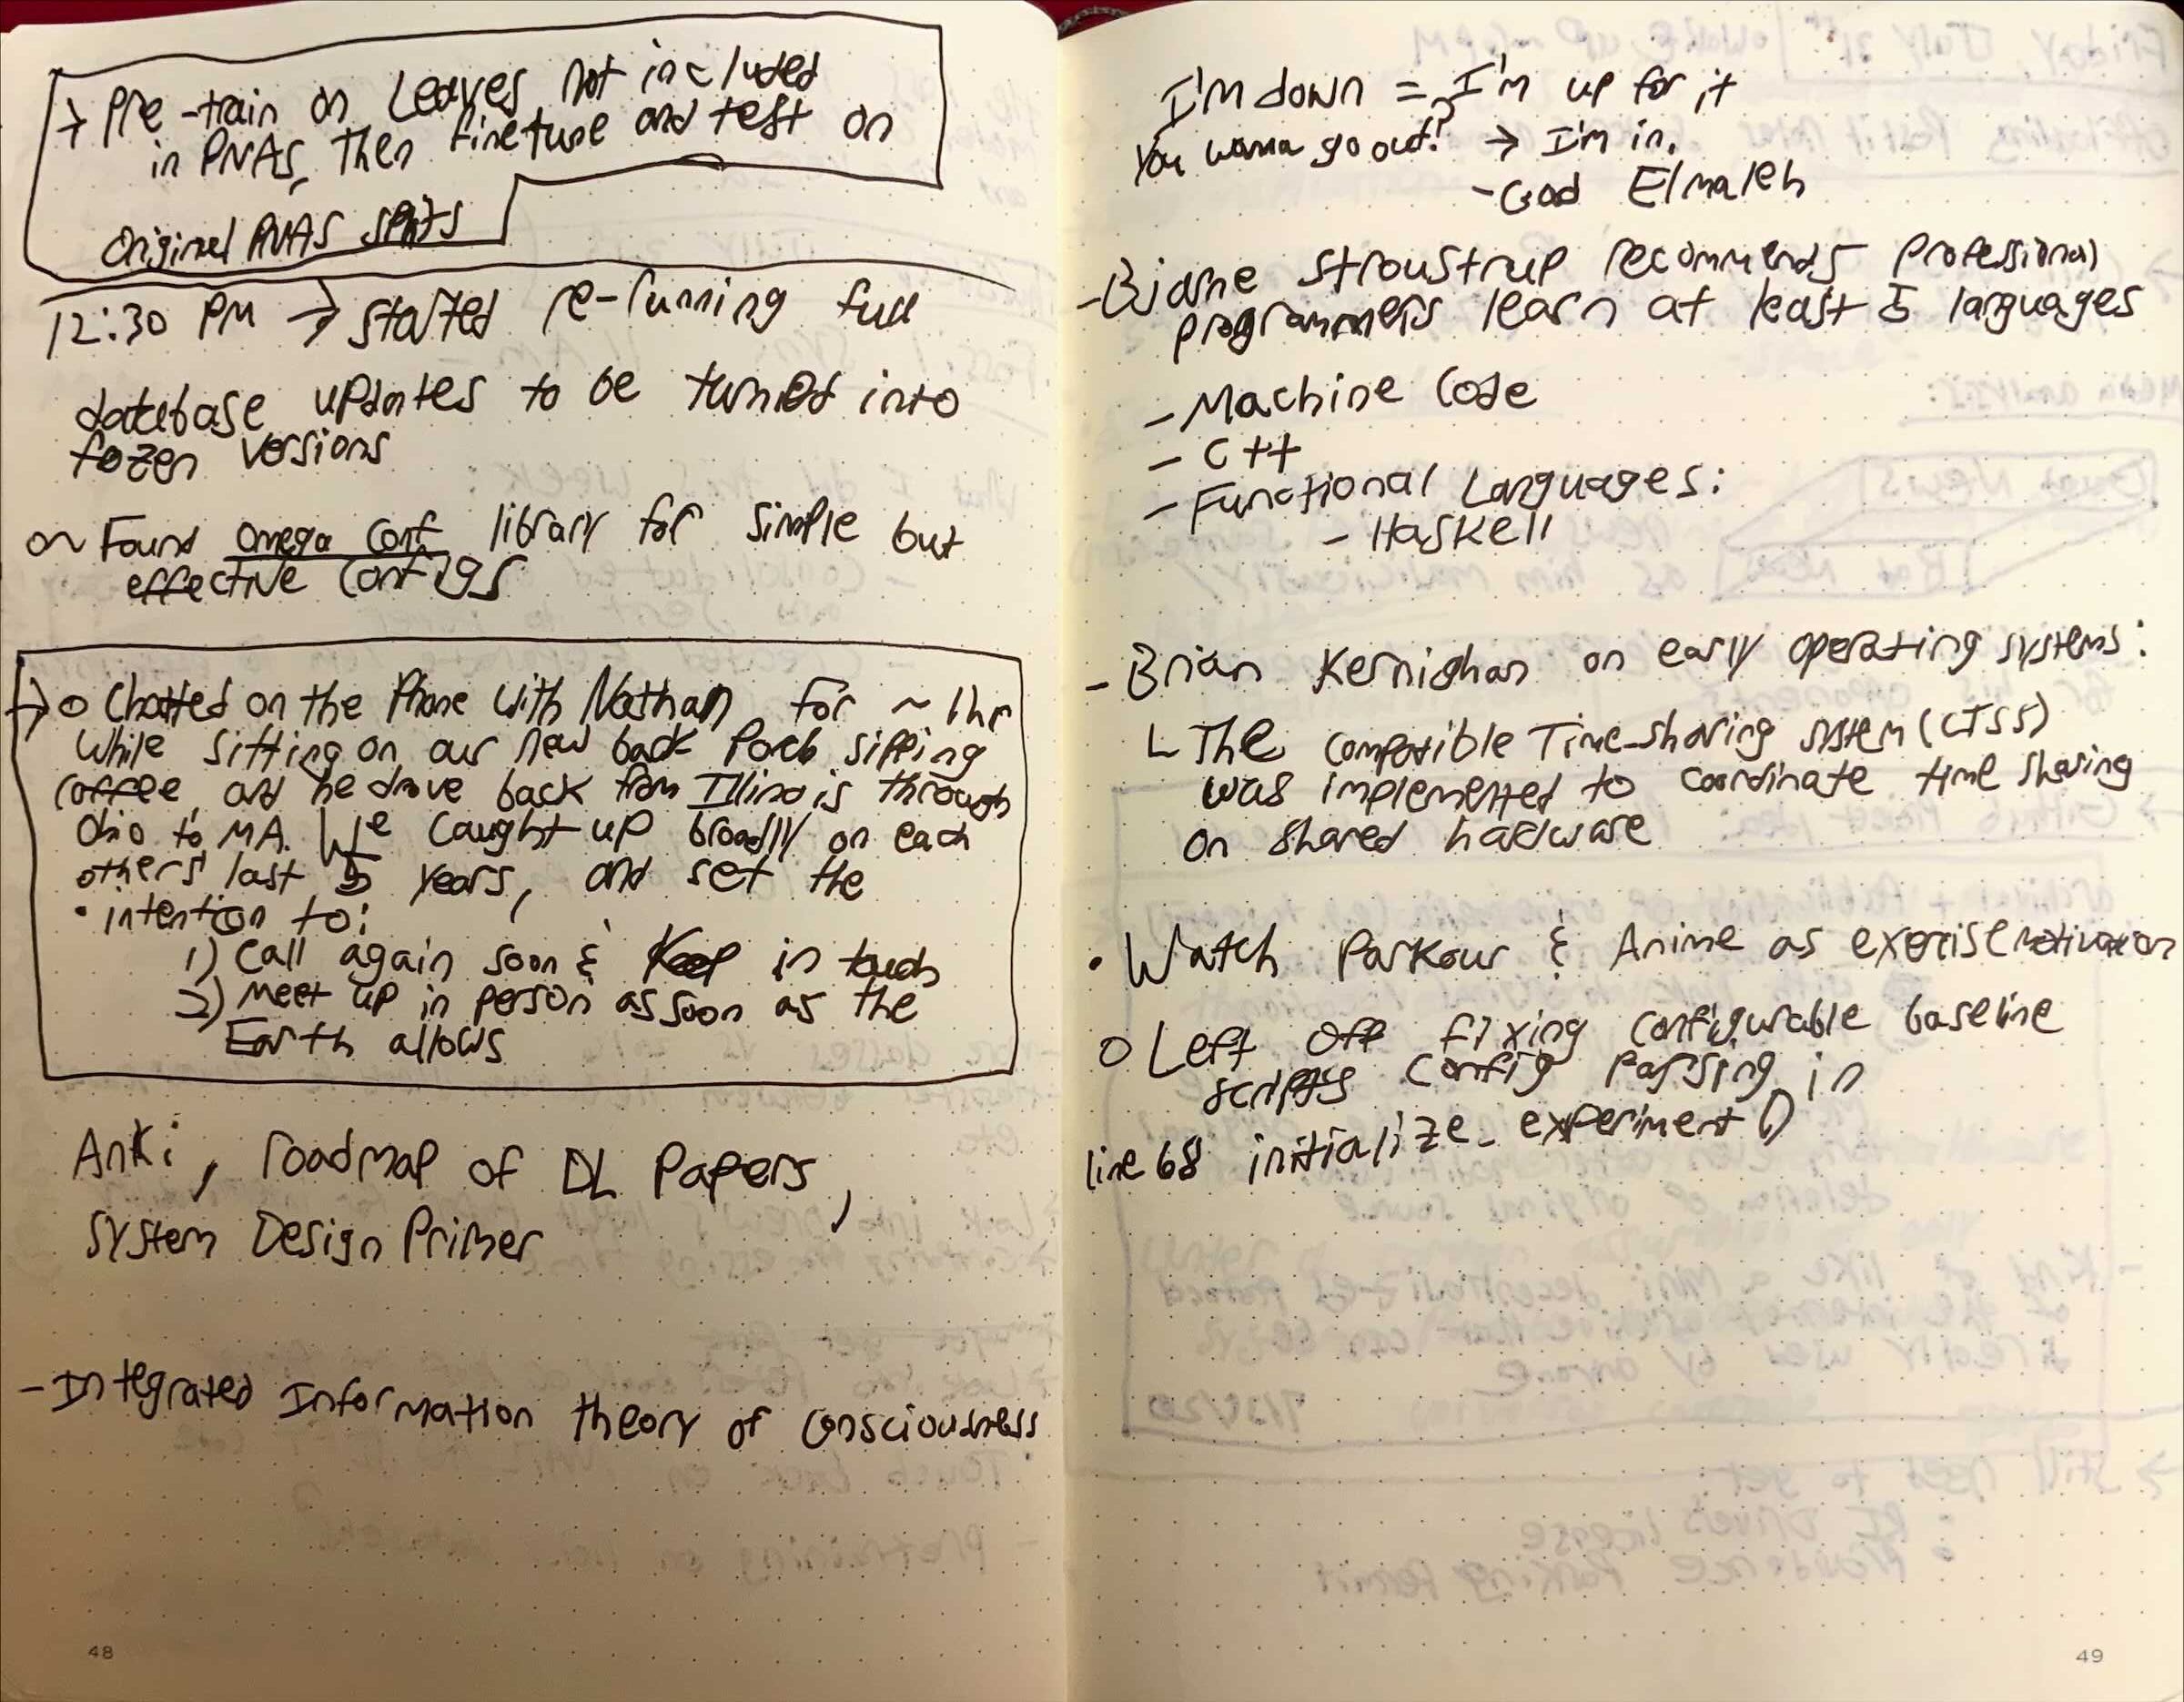 → Pre-train on Leaves not included
in PNAS, then finetune and test on
original PNAS splits
12:30 PM → started re-running full
database updates to be turned into
fozen versions
Found Omega Conf library for simple but
effective configs
→ o Chatted on the Phone with Nathan for ~ 1hr
while sitting on our new back Porch sipping
coffee, and he drove back from Illinois through
Ohio to MA. We caught up broadly on each
others' last 5 years, and set the
• intention to:
1) Call again soon & Keep in touch
2) Meet up in person as soon as the
Earth allows
Anki, roadmap of DL Papers,
System Design Primer
- Integrated Information theory of consciousness
48
I'm down = I'm up for it
You wanna go out? → I'm in.
- Gad Elmaleh
- Bjarne Stroustrup recommends professional
programmers learn at least 5 languages
- Machine Code
- C++
- Functional Languages:
- Haskell
- Brian Kernighan on early operating systems:
The compatible Time-sharing system (CTSS)
was implemented to coordinate time sharing
on shared hardware
• Watch Parkour & Anime as exercise motivation
o Left off fixing configurable baseline
scripts config parsing in
line 68 initialize_experiment()
49